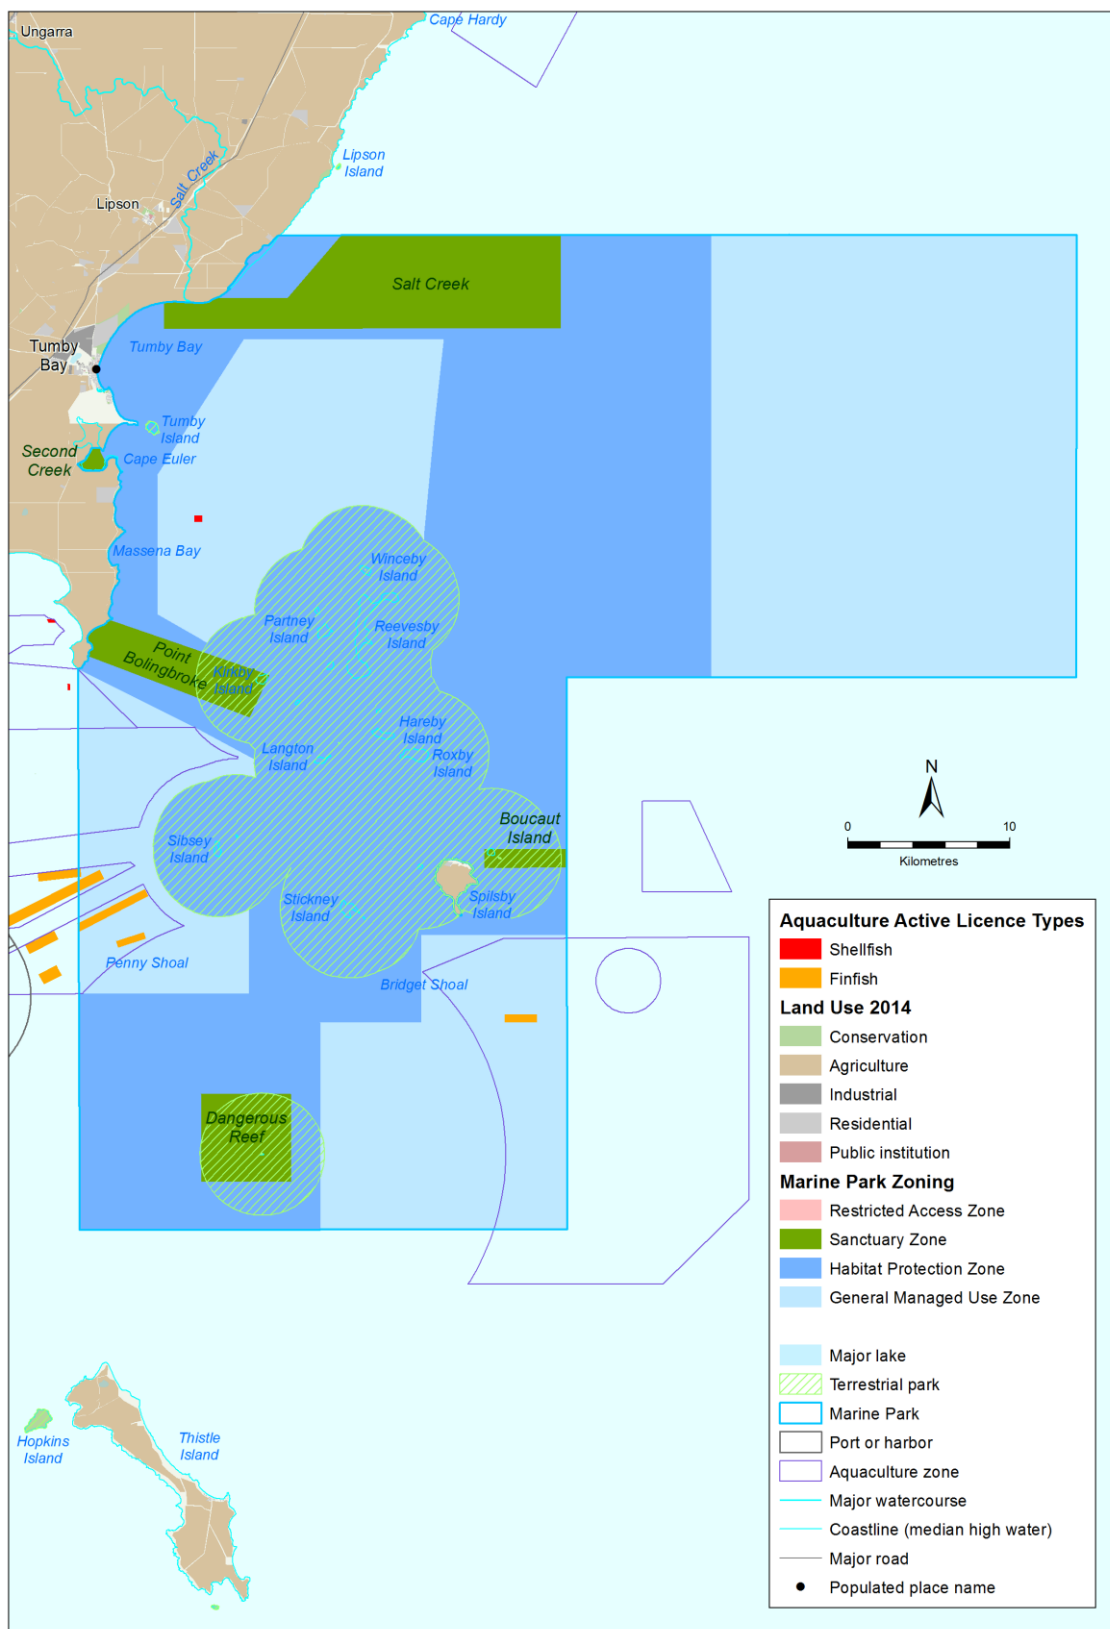 Cape Hardy
Ungarra
Lipson
Island
Salt Creek
Lipson
Salt Creek
Tumby Bay
Tumby
Bay
Tumby
Island
Second
Creek
Cape Euler
Massena Bay
Winceby
Island
Partney
Island
Reevesby
Island
Point
Bolingbroke
Kirkby
Island
Hareby
Island
Langton
Island
Roxby
Island
N
0
10
Kilometres
Boucaut
Island
Sibsey
Island
Stickney
Island
Spilsby
Island
Penny Shoal
Bridget Shoal
Dangerous
Reef
Hopkins
Island
Thistle
Island
Aquaculture Active Licence Types
Shellfish
Finfish
Land Use 2014
Conservation
Agriculture
Industrial
Residential
Public institution
Marine Park Zoning
Restricted Access Zone
Sanctuary Zone
Habitat Protection Zone
General Managed Use Zone
Major lake
Terrestrial park
Marine Park
Port or harbor
Aquaculture zone
Major watercourse
Coastline (median high water)
Major road
Populated place name